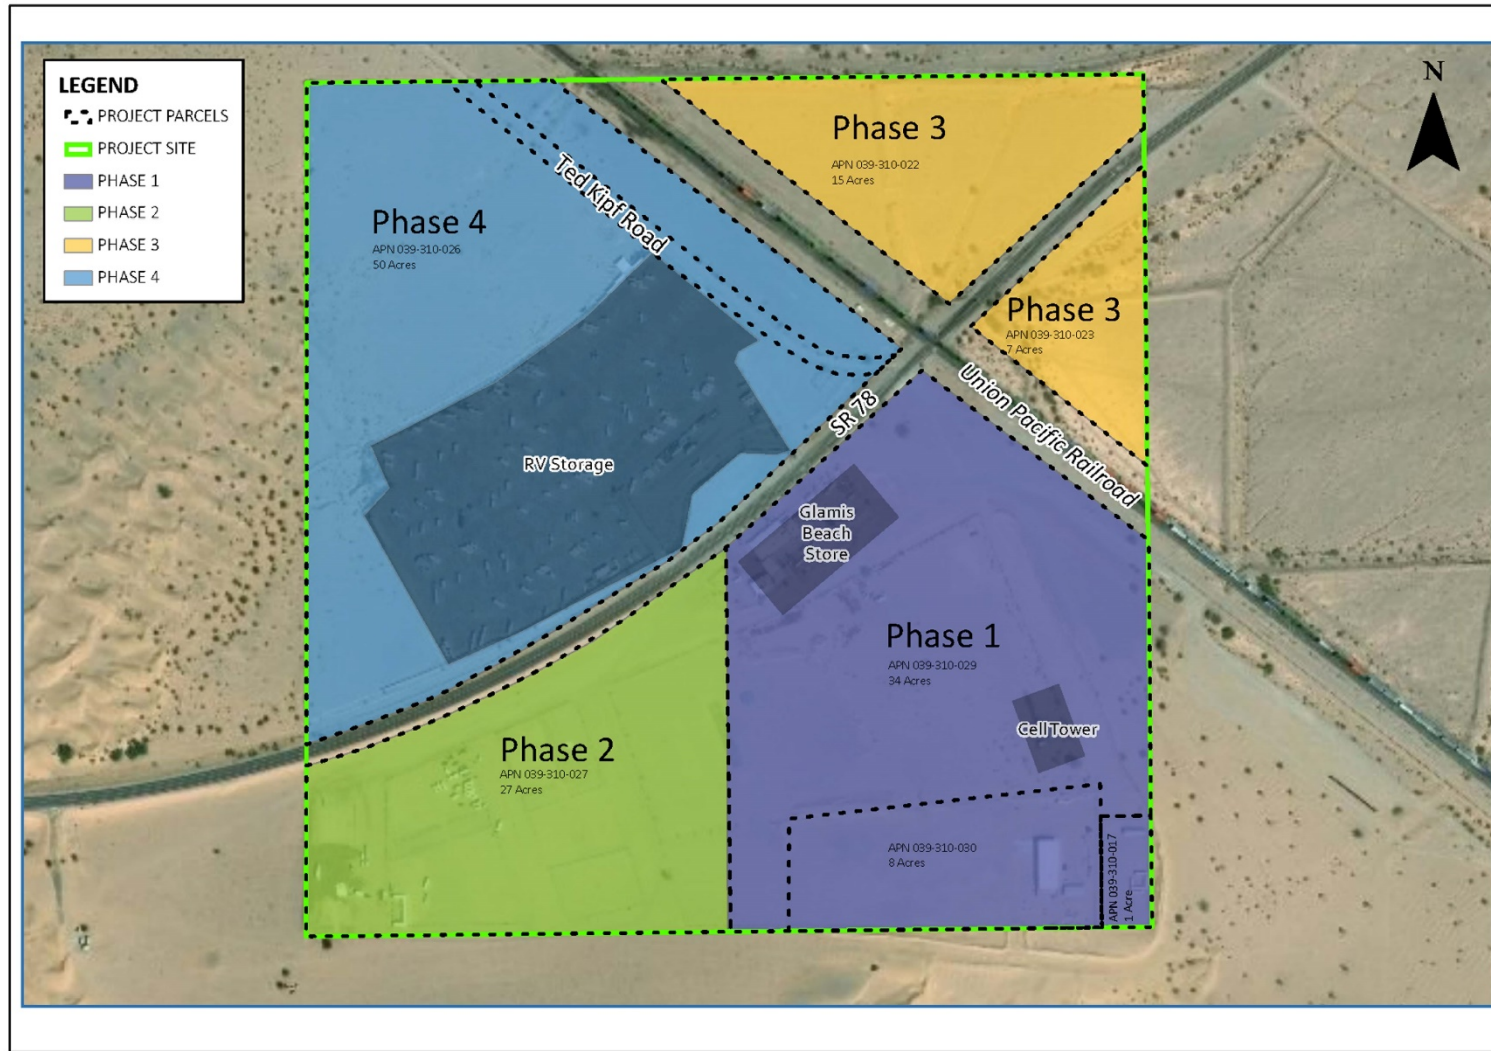 LEGEND
PROJECT PARCELS
PROJECT SITE
PHASE 1
PHASE 2
PHASE 3
PHASE 4
N
Phase 3
APN 039-310-022
15 Acres
Ted Kipf Road
Phase 4
APN 039-310-026
50 Acres
Phase 3
APN 039-310-023
7 Acres
Union Pacific Railroad
SR 78
RV Storage
Glamis
Beach
Store
Phase 1
APN 039-310-029
34 Acres
Cell Tower
Phase 2
APN 039-310-027
27 Acres
APN 039-310-030
8 Acres
APN 039-310-017
1 Acre